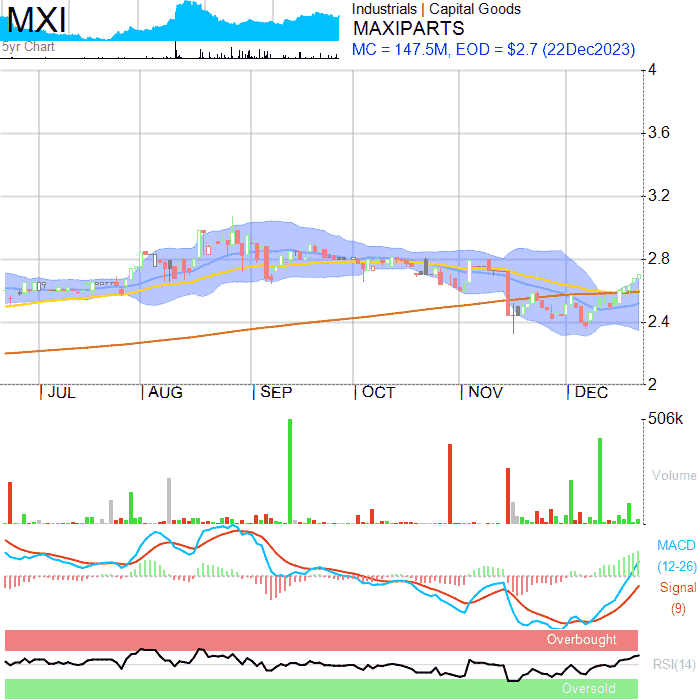 MXI
5yr Chart
Industrials | Capital Goods
MAXIPARTS
MC = 147.5M, EOD = $2.7 (22Dec2023)
4
3.6
3.2
2.8
2.4
2
| JUL | AUG | SEP | OCT | NOV | DEC
506k
Volume
MACD
(12-26)
Signal
(9)
Overbought
RSI(14)
Oversold